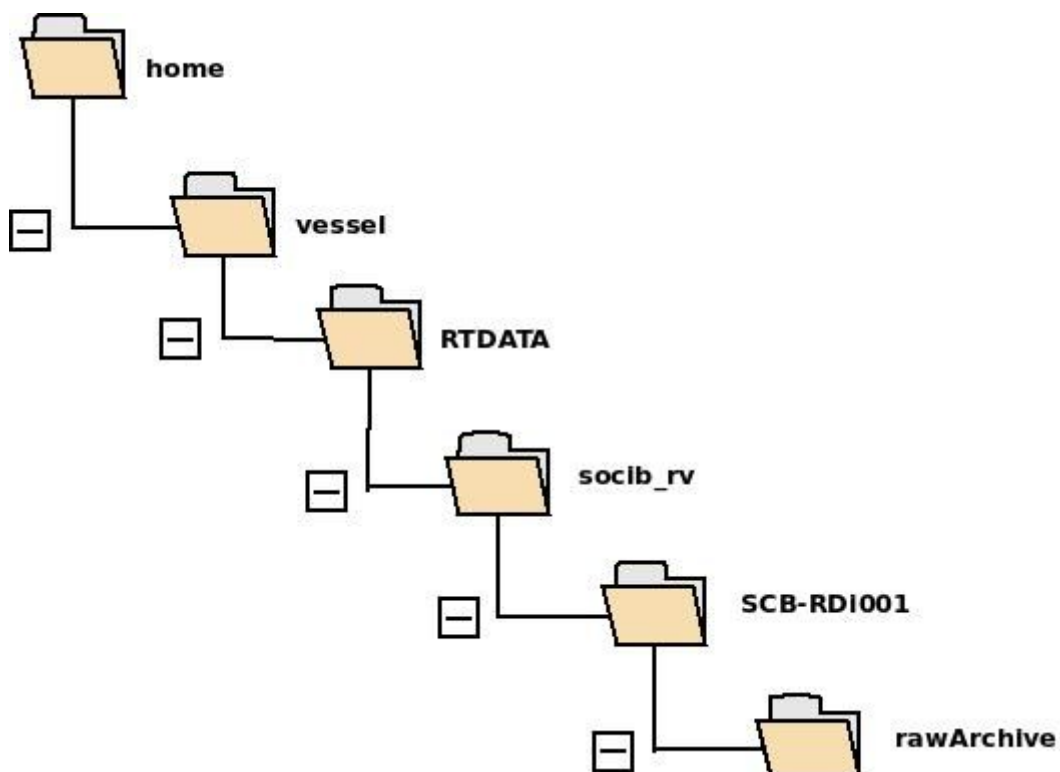 home
vessel
RTDATA
socib_rv
SCB-RDI001
rawArchive